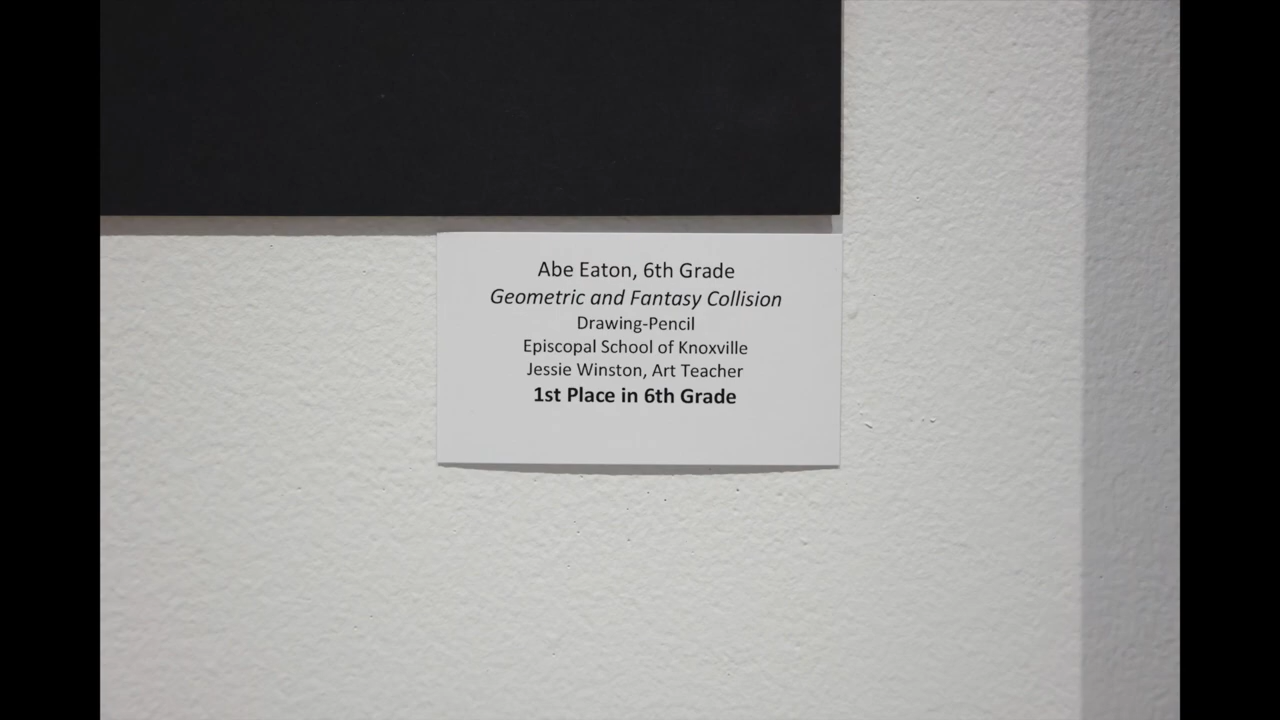 Abe Eaton, 6th Grade
Geometric and Fantasy Collision
Drawing-Pencil
Episcopal School of Knoxville
Jessie Winston, Art Teacher
1st Place in 6th Grade